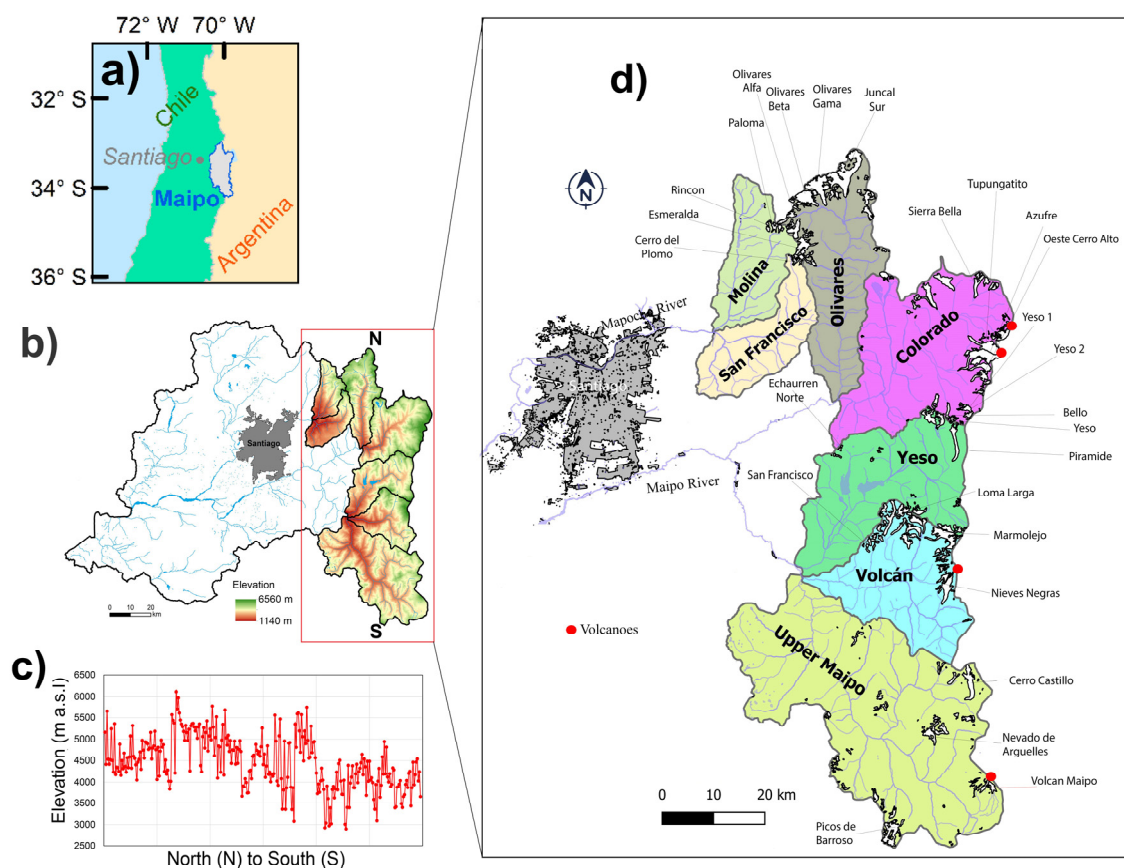 72° W 70° W
a)
32° S
Chile
Santiago
34° S
Maipo
Argentina
36° S
b)
N
Santiago
Elevation
6560 m
1140 m
0 10 20
km
S
c)
6500
6000
5500
5000
4500
4000
3500
3000
2500
Elevation (m a.s.l)
North (N) to South (S)
d)
Olivares
Alfa
Olivares
Beta
Olivares
Gama
Juncal
Sur
Paloma
N
Rincon
Esmeralda
Cerro del
Plomo
Tupungatito
Sierra Bella
Azufre
Oeste Cerro Alto
Molina
Olivares
Mapocho River
San Francisco
Colorado
Yeso 1
Yeso 2
Santiago
Echaurren
Norte
Bello
Yeso
Piramide
Yeso
San Francisco
Maipo River
Loma Larga
Marmolejo
Volcán
Nieves Negras
Volcanoes
Upper Maipo
Cerro Castillo
Nevado de
Arguelles
Volcan Maipo
0 10 20 km
Picos de
Barroso